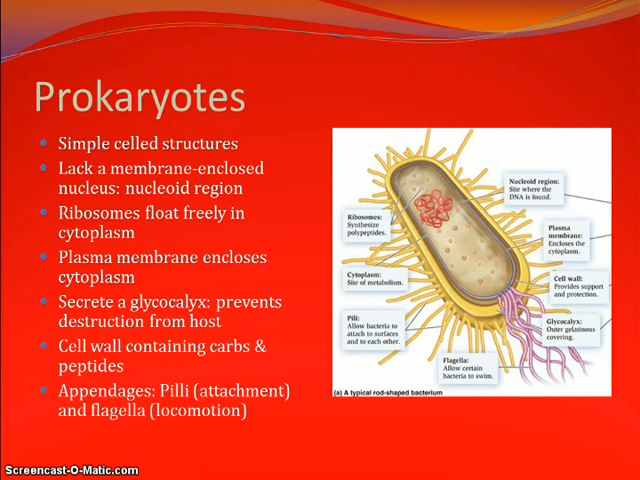 Prokaryotes
Simple celled structures
Lack a membrane-enclosed
nucleus: nucleoid region
Ribosomes float freely in
cytoplasm
Plasma membrane encloses
cytoplasm
Secrete a glycocalyx: prevents
destruction from host
Cell wall containing carbs &
peptides
Appendages: Pilli (attachment)
and flagella (locomotion)
Nucleoid region:
Site where the
DNA is found.
Ribosomes:
Synthesize
polypeptides.
Plasma
membrane:
Encloses the
cytoplasm.
Cytoplasm:
Site of metabolism.
Cell wall:
Provides support
and protection.
Pili:
Allow bacteria to
attach to surfaces
and to each other.
Glycocalyx:
Outer gelatinous
covering.
Flagella:
Allow certain
bacteria to swim.
(a) A typical rod-shaped bacterium
Screencast-O-Matic.com